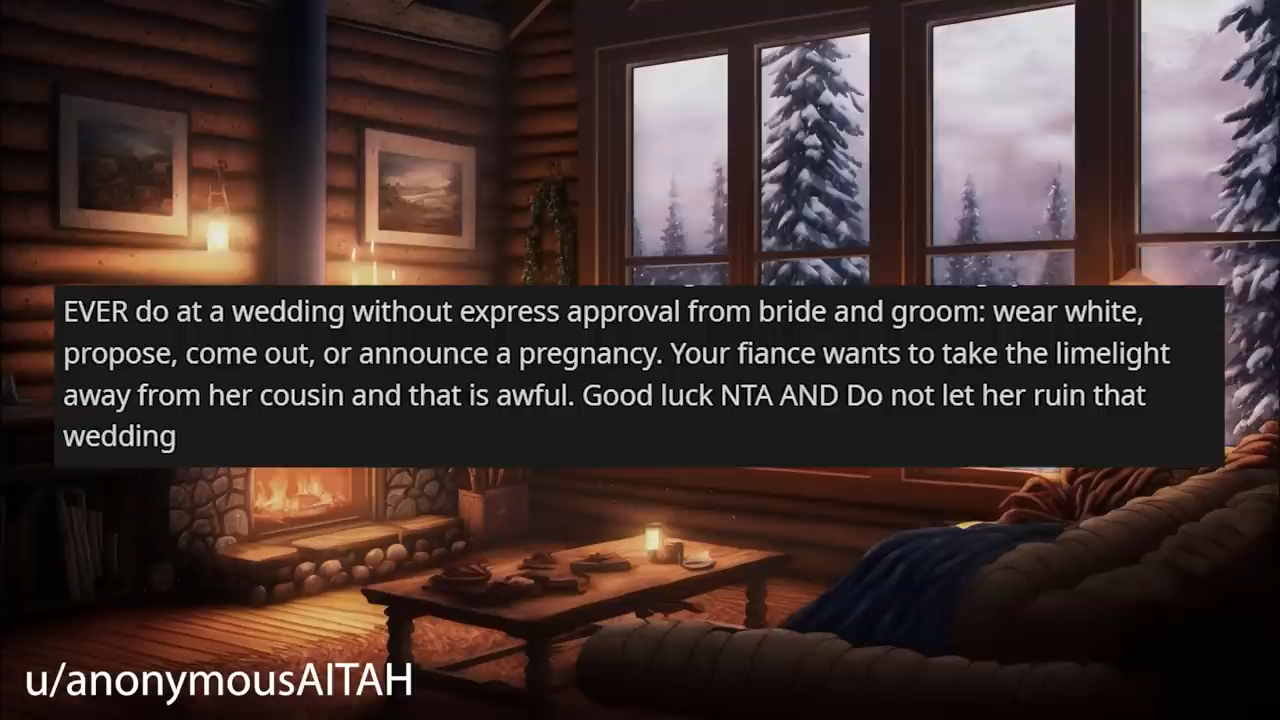 EVER do at a wedding without express approval from bride and groom: wear white,
propose, come out, or announce a pregnancy. Your fiance wants to take the limelight
away from her cousin and that is awful. Good luck NTA AND Do not let her ruin that
wedding
u/anonymousAITAH